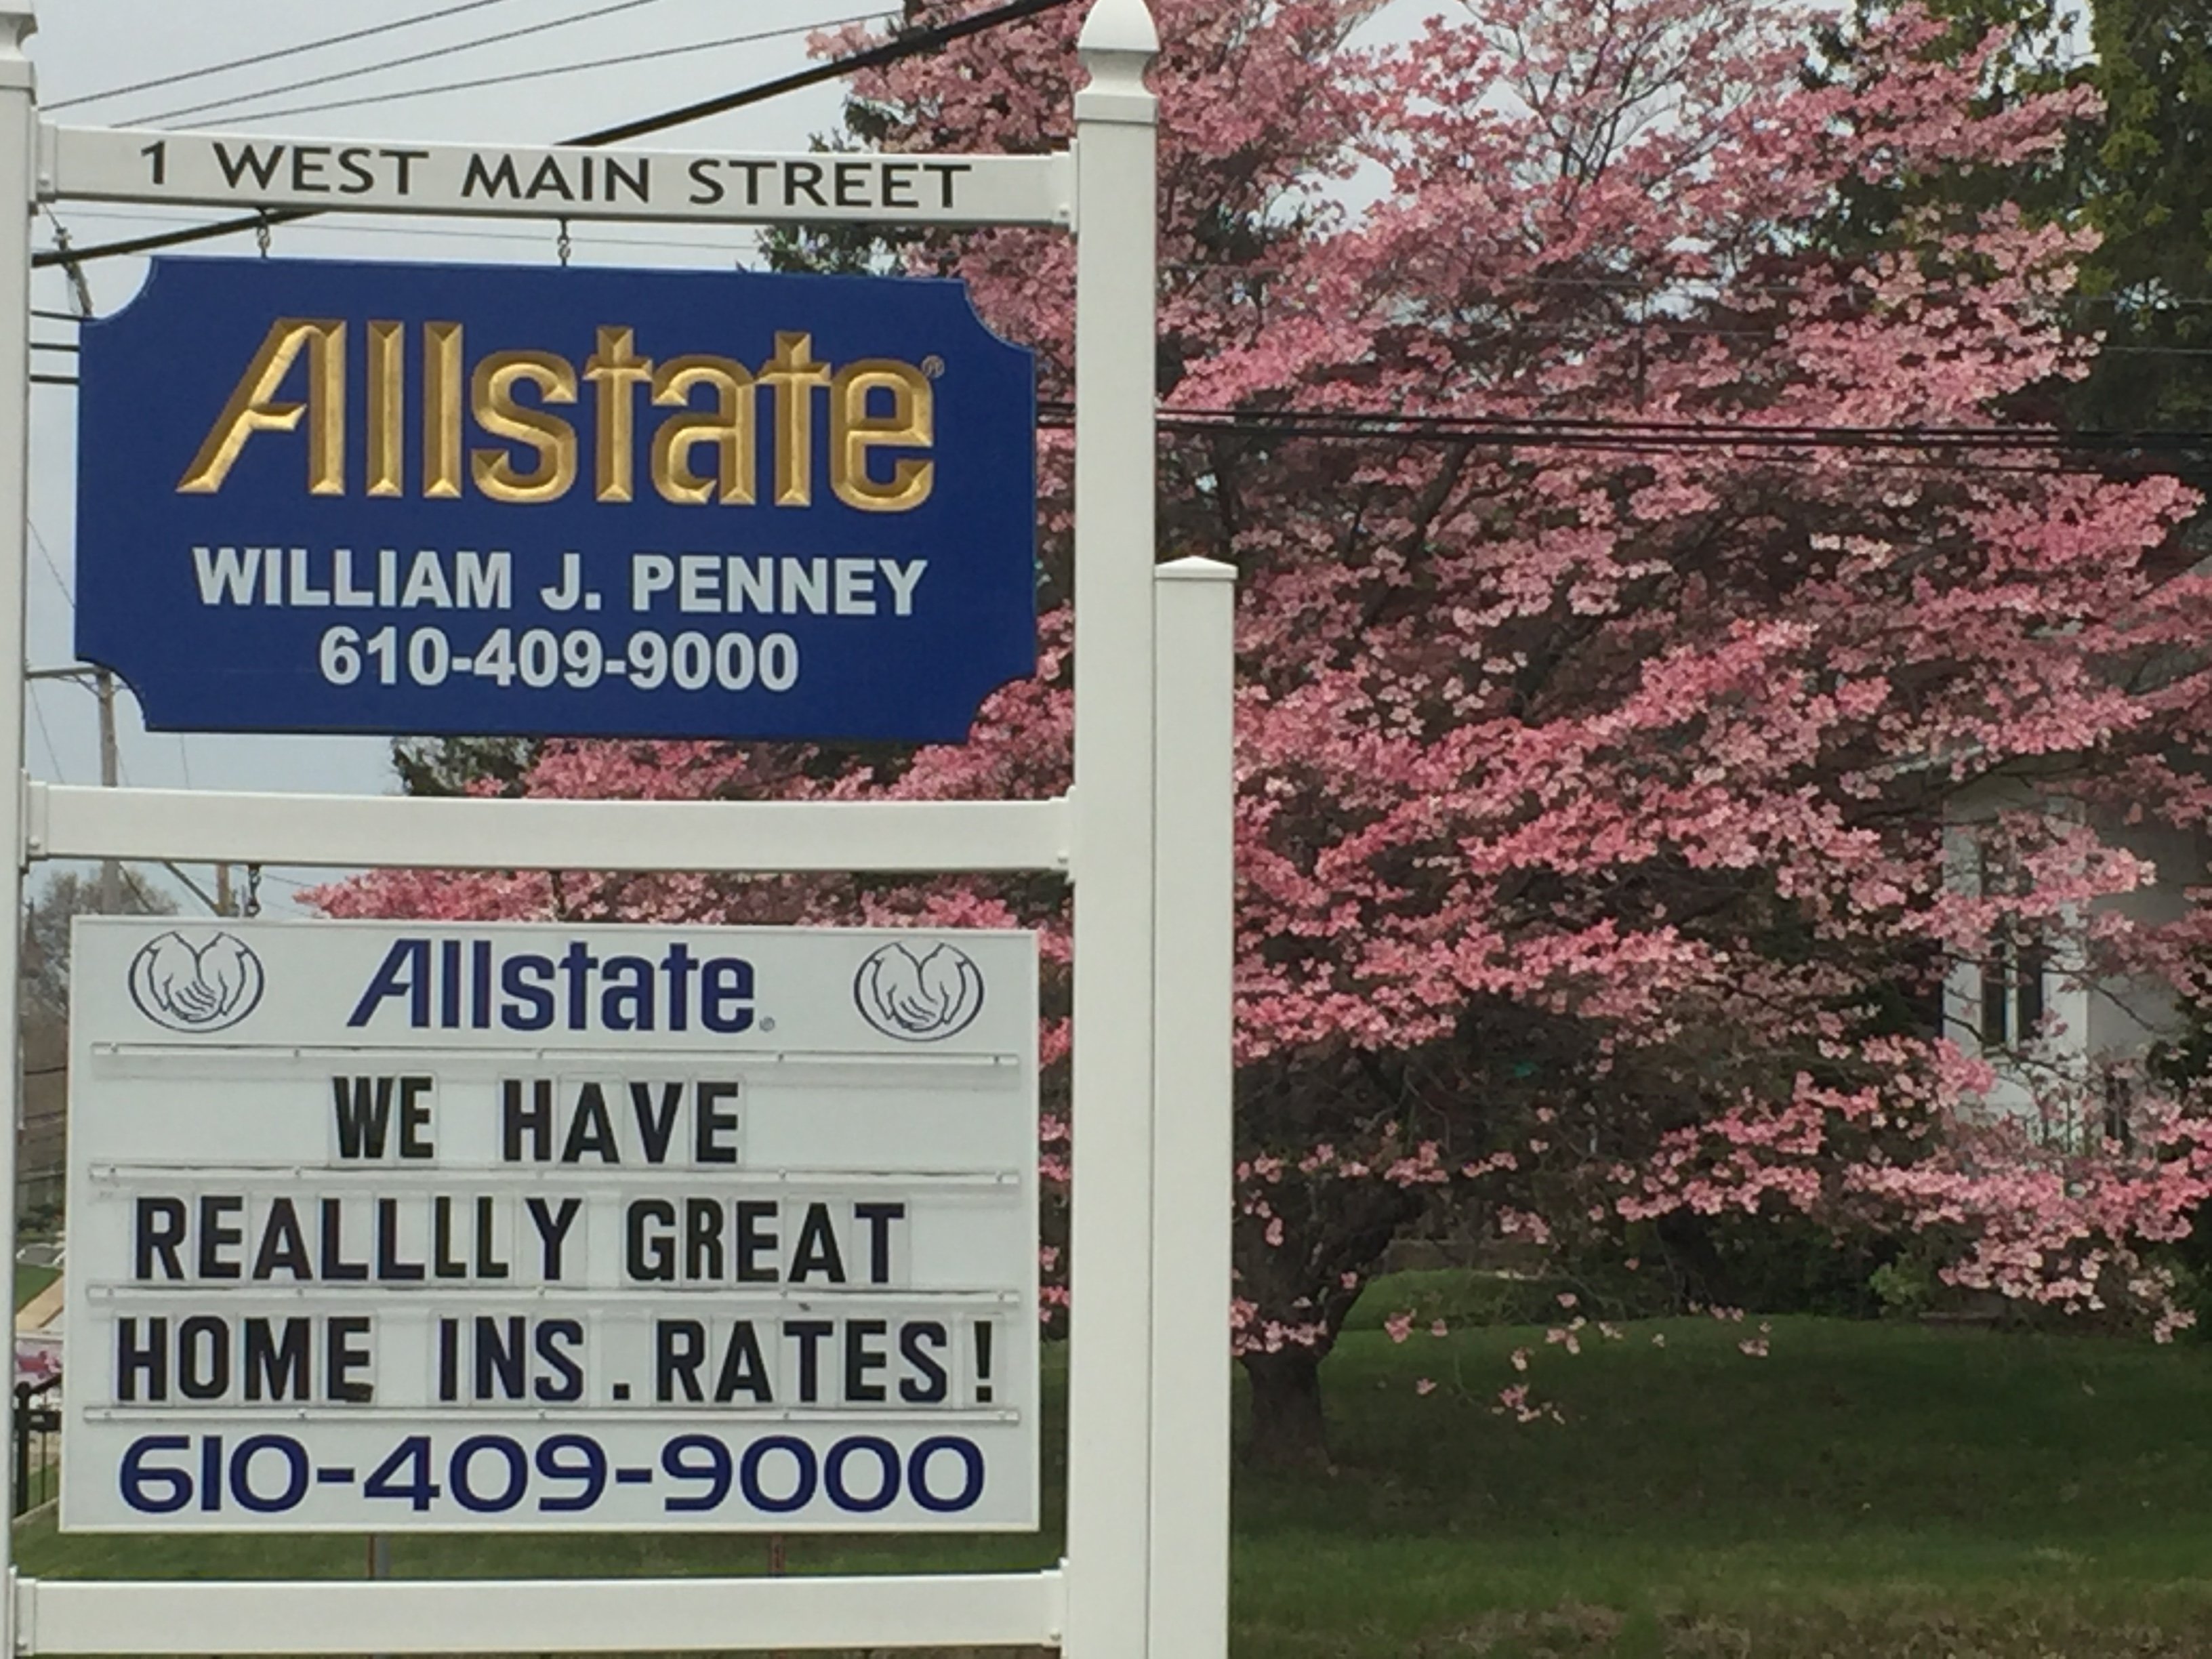 1 WEST MAIN STREET
Allstate®
WILLIAM J. PENNEY
610-409-9000
Allstate®
WE HAVE
REALLLLY GREAT
HOME INS. RATES!
610-409-9000